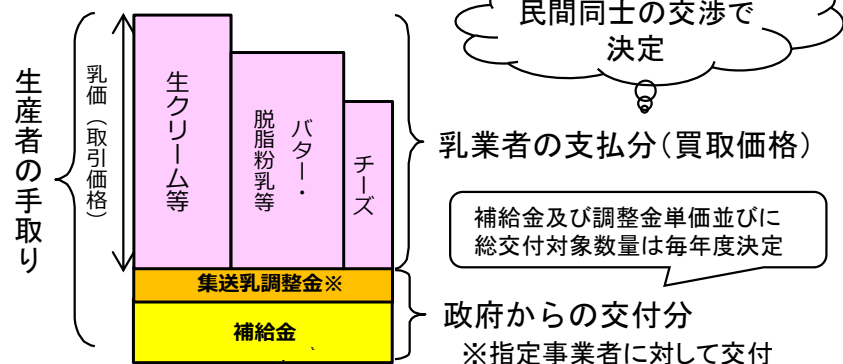 民間同士の交渉で
決定
生産者の手取り
乳価（取引価格）
生クリーム等
バター・
脱脂粉乳等
チーズ
乳業者の支払分（買取価格）
補給金及び調整金単価並びに
総交付対象数量は毎年度決定
集送乳調整金※
補給金
政府からの交付分
※指定事業者に対して交付